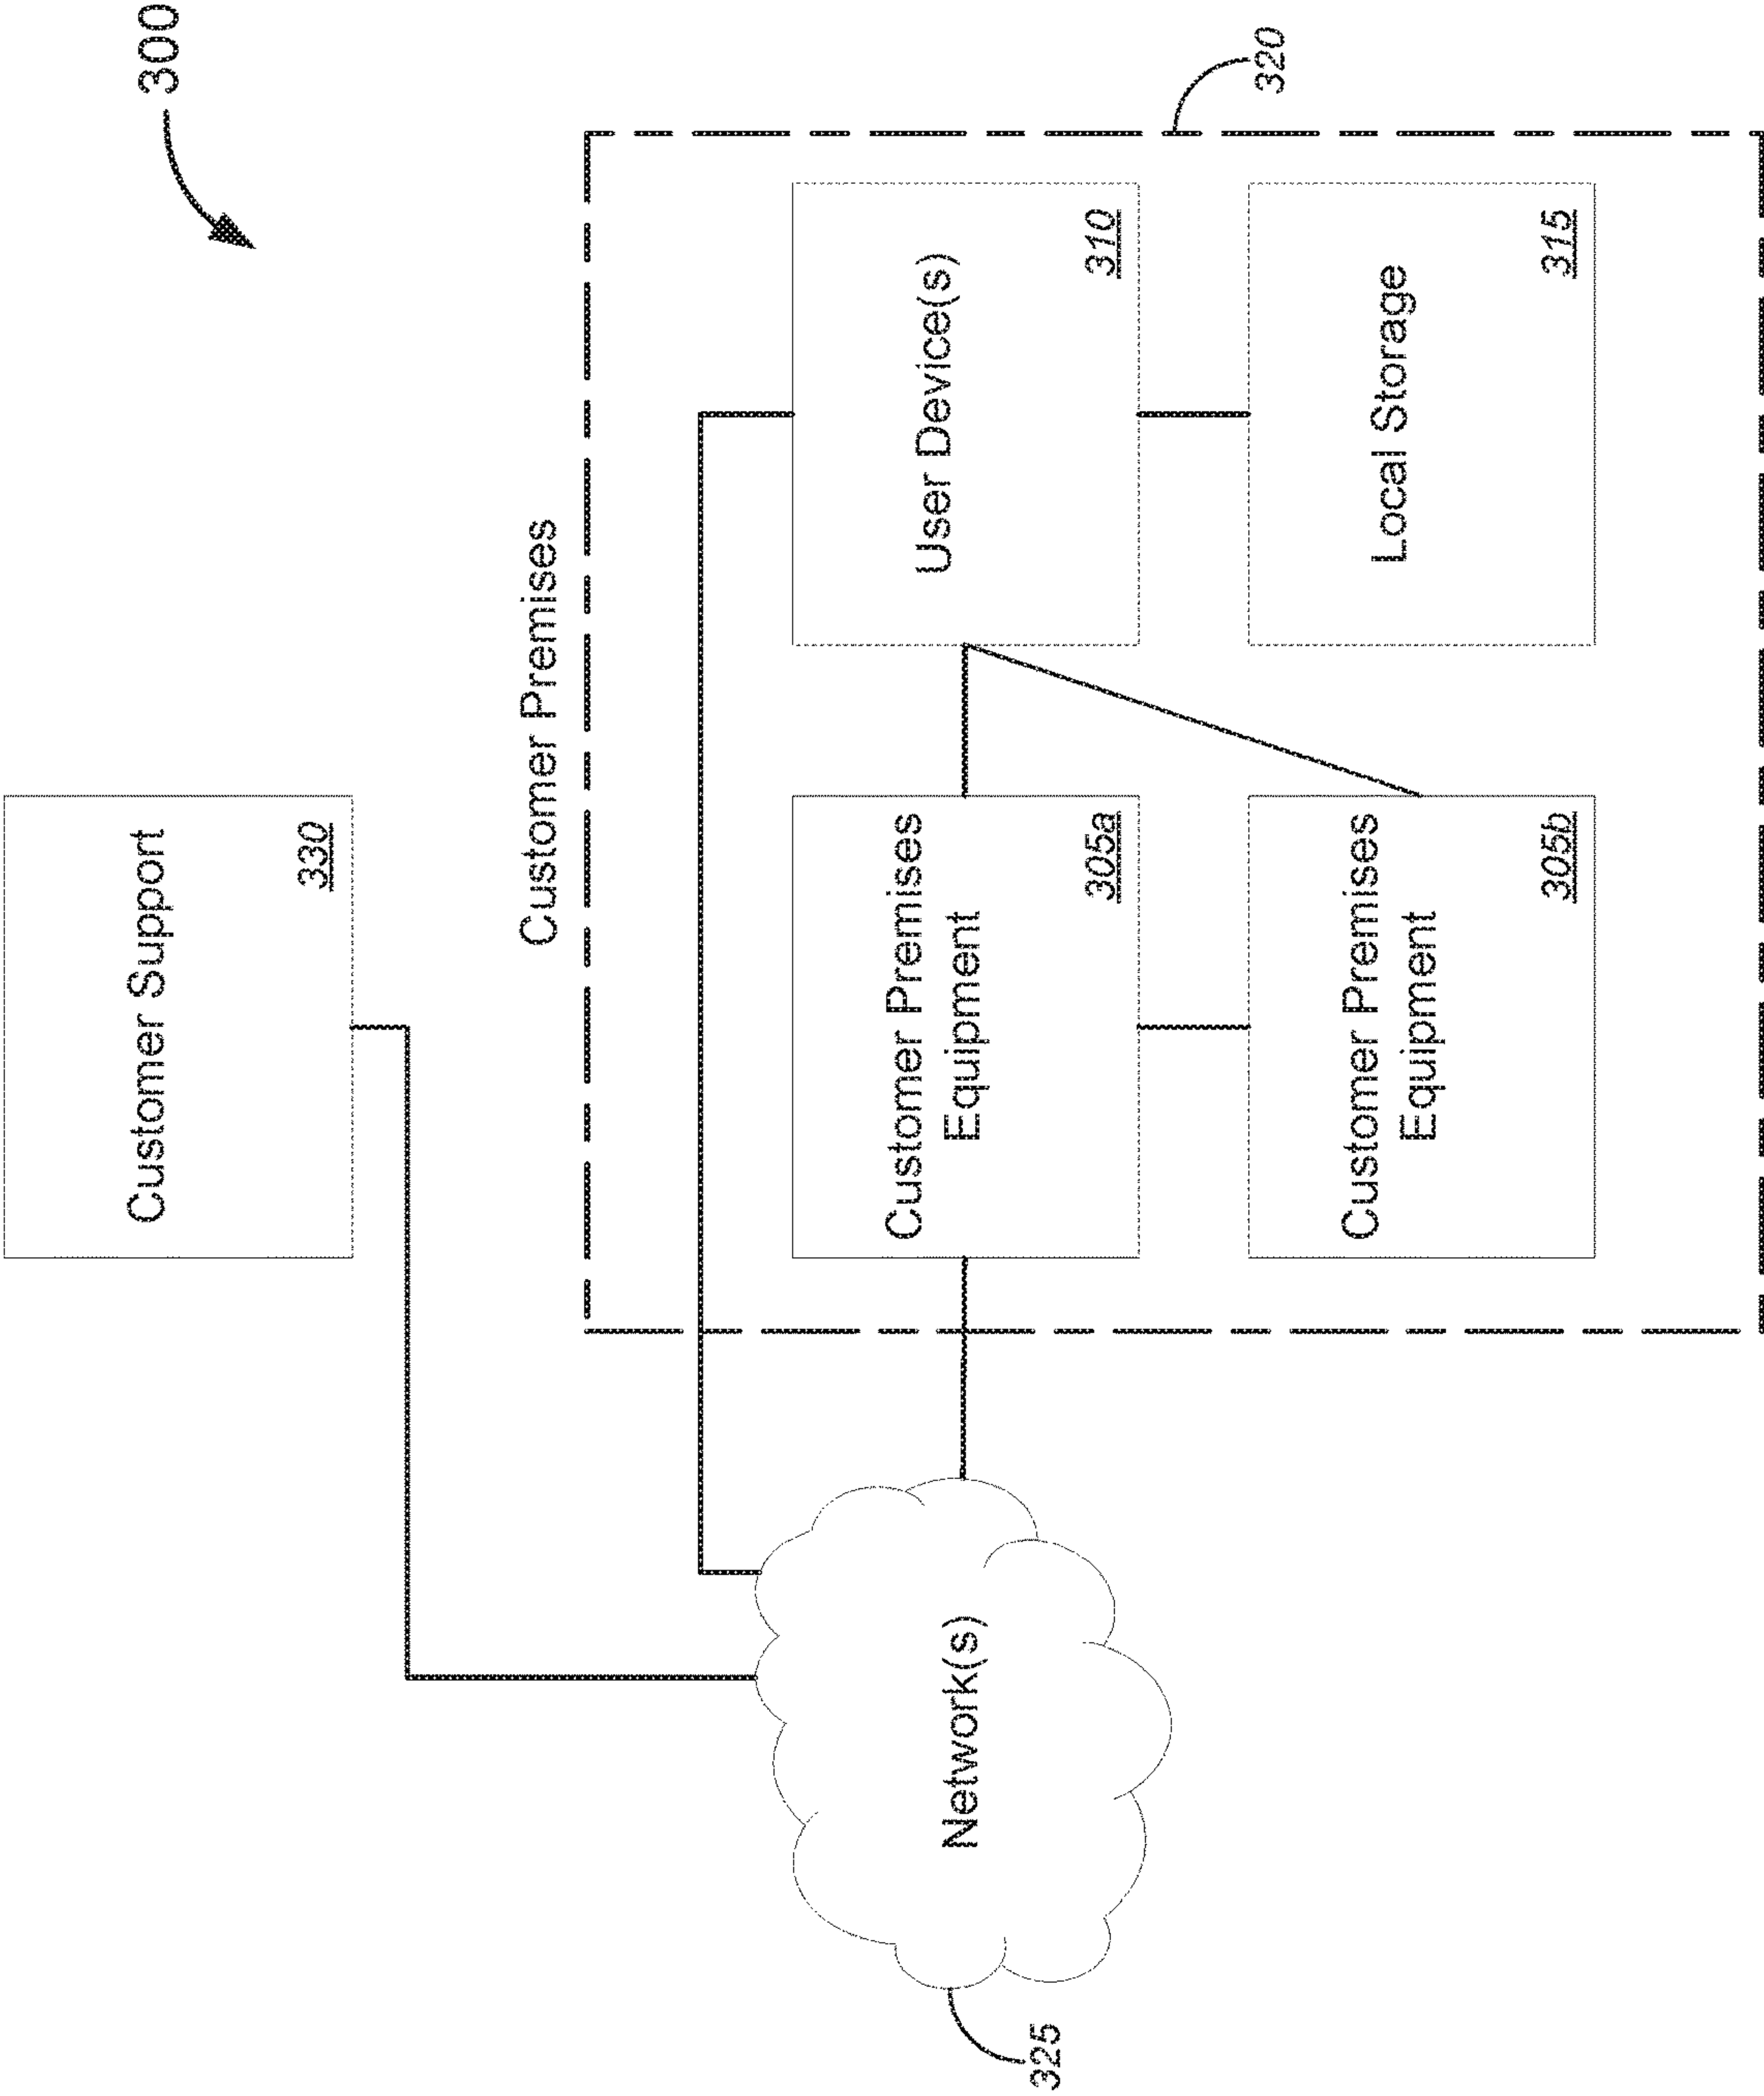 300
Customer Support
330
Customer Premises
320
Network(s)
325
Customer Premises
Equipment
305a
User Device(s)
310
Customer Premises
Equipment
305b
Local Storage
315